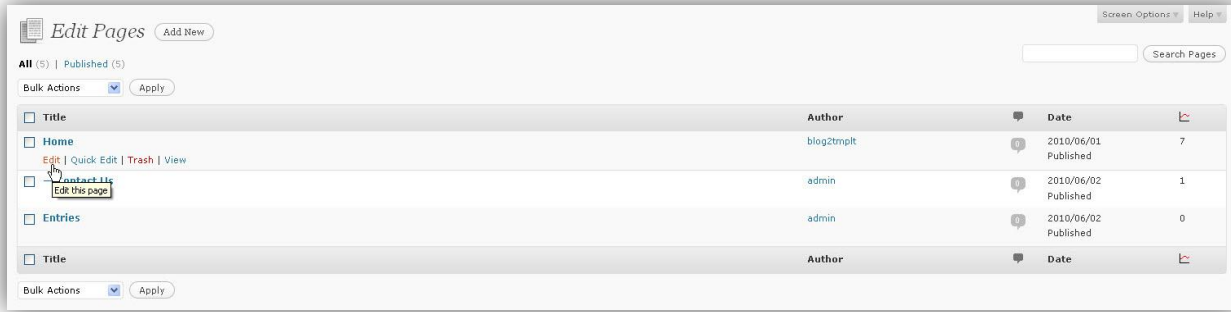 Screen Options Help
Edit Pages Add New
Search Pages
All (5) | Published (5)
Bulk Actions Apply
Title Author Date
Home blog2tmplt 0 2010/06/01 7
Published
Edit | Quick Edit | Trash | View
— Contact Us admin 0 2010/06/02 1
Published
Edit this page
Entries admin 0 2010/06/02 0
Published
Title Author Date
Bulk Actions Apply